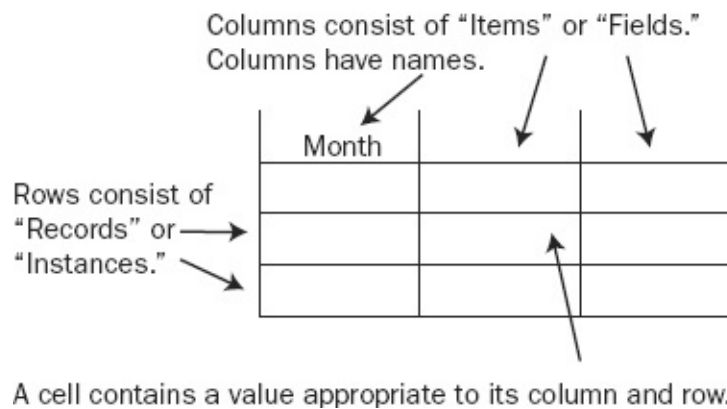 Columns consist of “Items” or “Fields.”
Columns have names.
Month
Rows consist of
“Records” or
“Instances.”
A cell contains a value appropriate to its column and row.